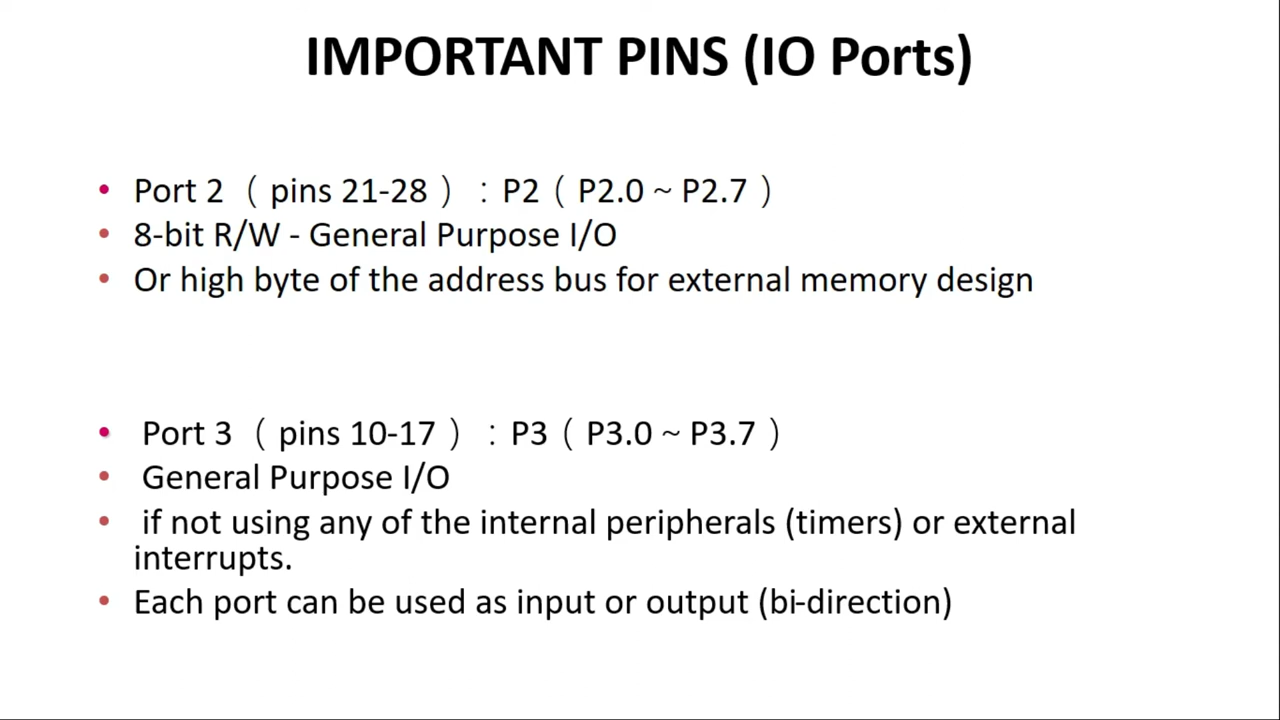 IMPORTANT PINS (IO Ports)
• Port 2 （ pins 21-28 ）：P2（ P2.0 ~ P2.7 ）
• 8-bit R/W - General Purpose I/O
• Or high byte of the address bus for external memory design
• Port 3 （ pins 10-17 ）：P3（ P3.0 ~ P3.7 ）
• General Purpose I/O
• if not using any of the internal peripherals (timers) or external
interrupts.
• Each port can be used as input or output (bi-direction)